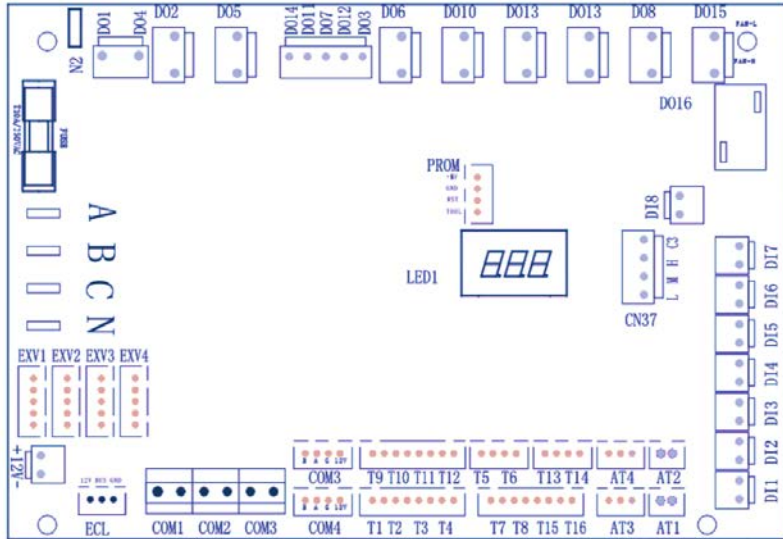 DO1
DO4
DO2
DO5
DO14
DO11
DO7
DO12
DO3
DO6
DO10
DO13
DO13
DO8
DO15
FAN-L
FAN-H
N2
DO16
FUSE
PROM
GND
DI8
A
B
C
N
LED1
C3
H
M
L
CN37
DI7
DI6
DI5
DI4
DI3
DI2
DI1
EXV1 EXV2 EXV3 EXV4
+12V-
12V BUS GND
ECL
COM1 COM2 COM3
B A G 12V
COM3
T9 T10 T11 T12
T5 T6
T13 T14
AT4
AT2
B A G 12V
COM4
T1 T2 T3 T4
T7 T8 T15 T16
AT3
AT1